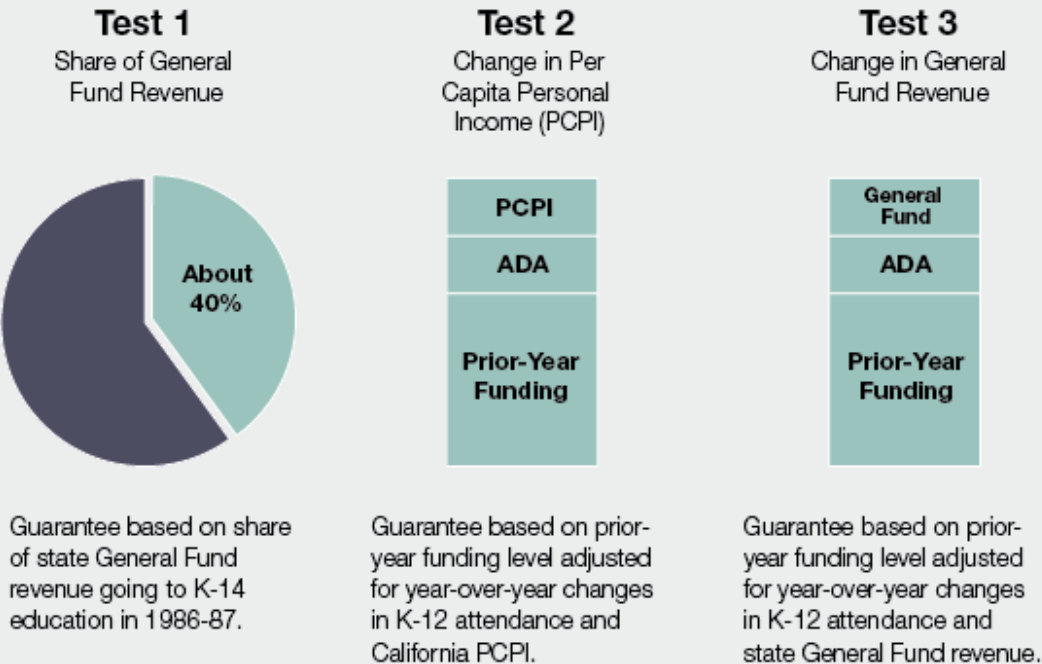 Test 1
Share of General
Fund Revenue
About
40%
Guarantee based on share
of state General Fund
revenue going to K-14
education in 1986-87.
Test 2
Change in Per
Capita Personal
Income (PCPI)
PCPI
ADA
Prior-Year
Funding
Guarantee based on prior-
year funding level adjusted
for year-over-year changes
in K-12 attendance and
California PCPI.
Test 3
Change in General
Fund Revenue
General
Fund
ADA
Prior-Year
Funding
Guarantee based on prior-
year funding level adjusted
for year-over-year changes
in K-12 attendance and
state General Fund revenue.